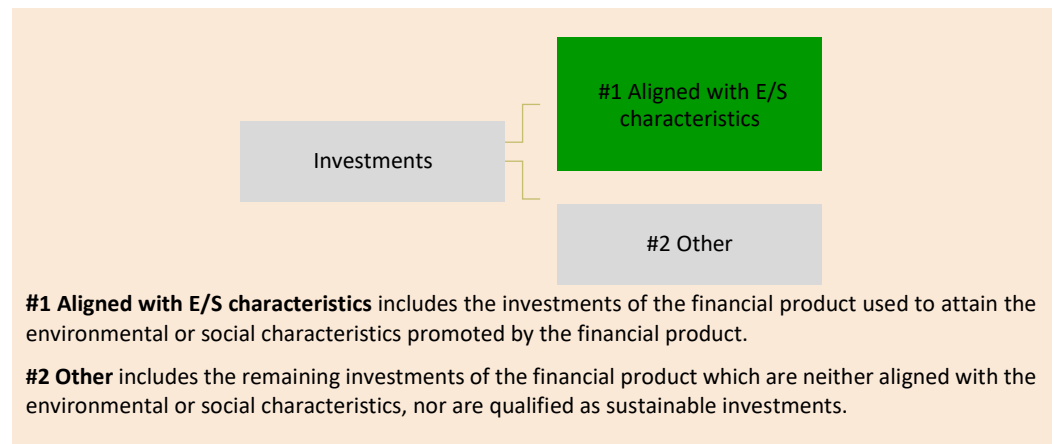 #1 Aligned with E/S
characteristics
Investments
#2 Other
#1 Aligned with E/S characteristics includes the investments of the financial product used to attain the
environmental or social characteristics promoted by the financial product.
#2 Other includes the remaining investments of the financial product which are neither aligned with the
environmental or social characteristics, nor are qualified as sustainable investments.